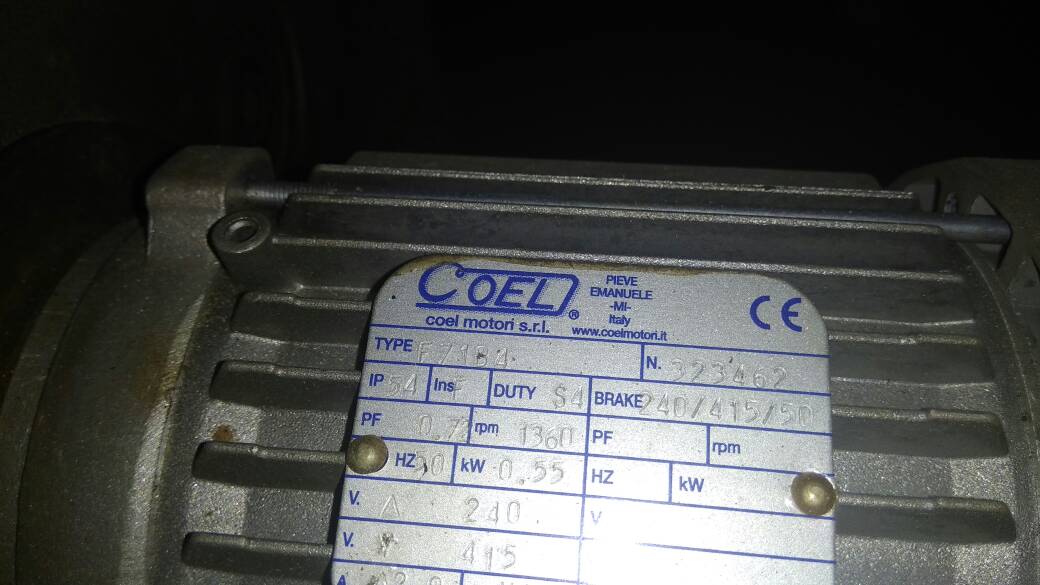 COEL ®
coel motori s.r.l.
PIEVE
EMANUELE
-MI-
Italy
www.coelmotori.it
CE
TYPE
N. 323462
IP 54 Ins F DUTY S4 BRAKE 240/415/50
PF rpm 1360 PF rpm
HZ kW 0.55 HZ kW
V. Δ 240 V
V. 415
A